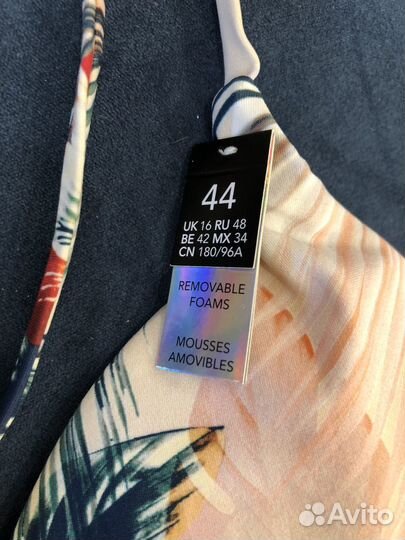 44
UK 16 RU 48
BE 42 MX 34
CN 180/96A
REMOVABLE
FOAMS
MOUSSES
AMOVIBLES
Avito